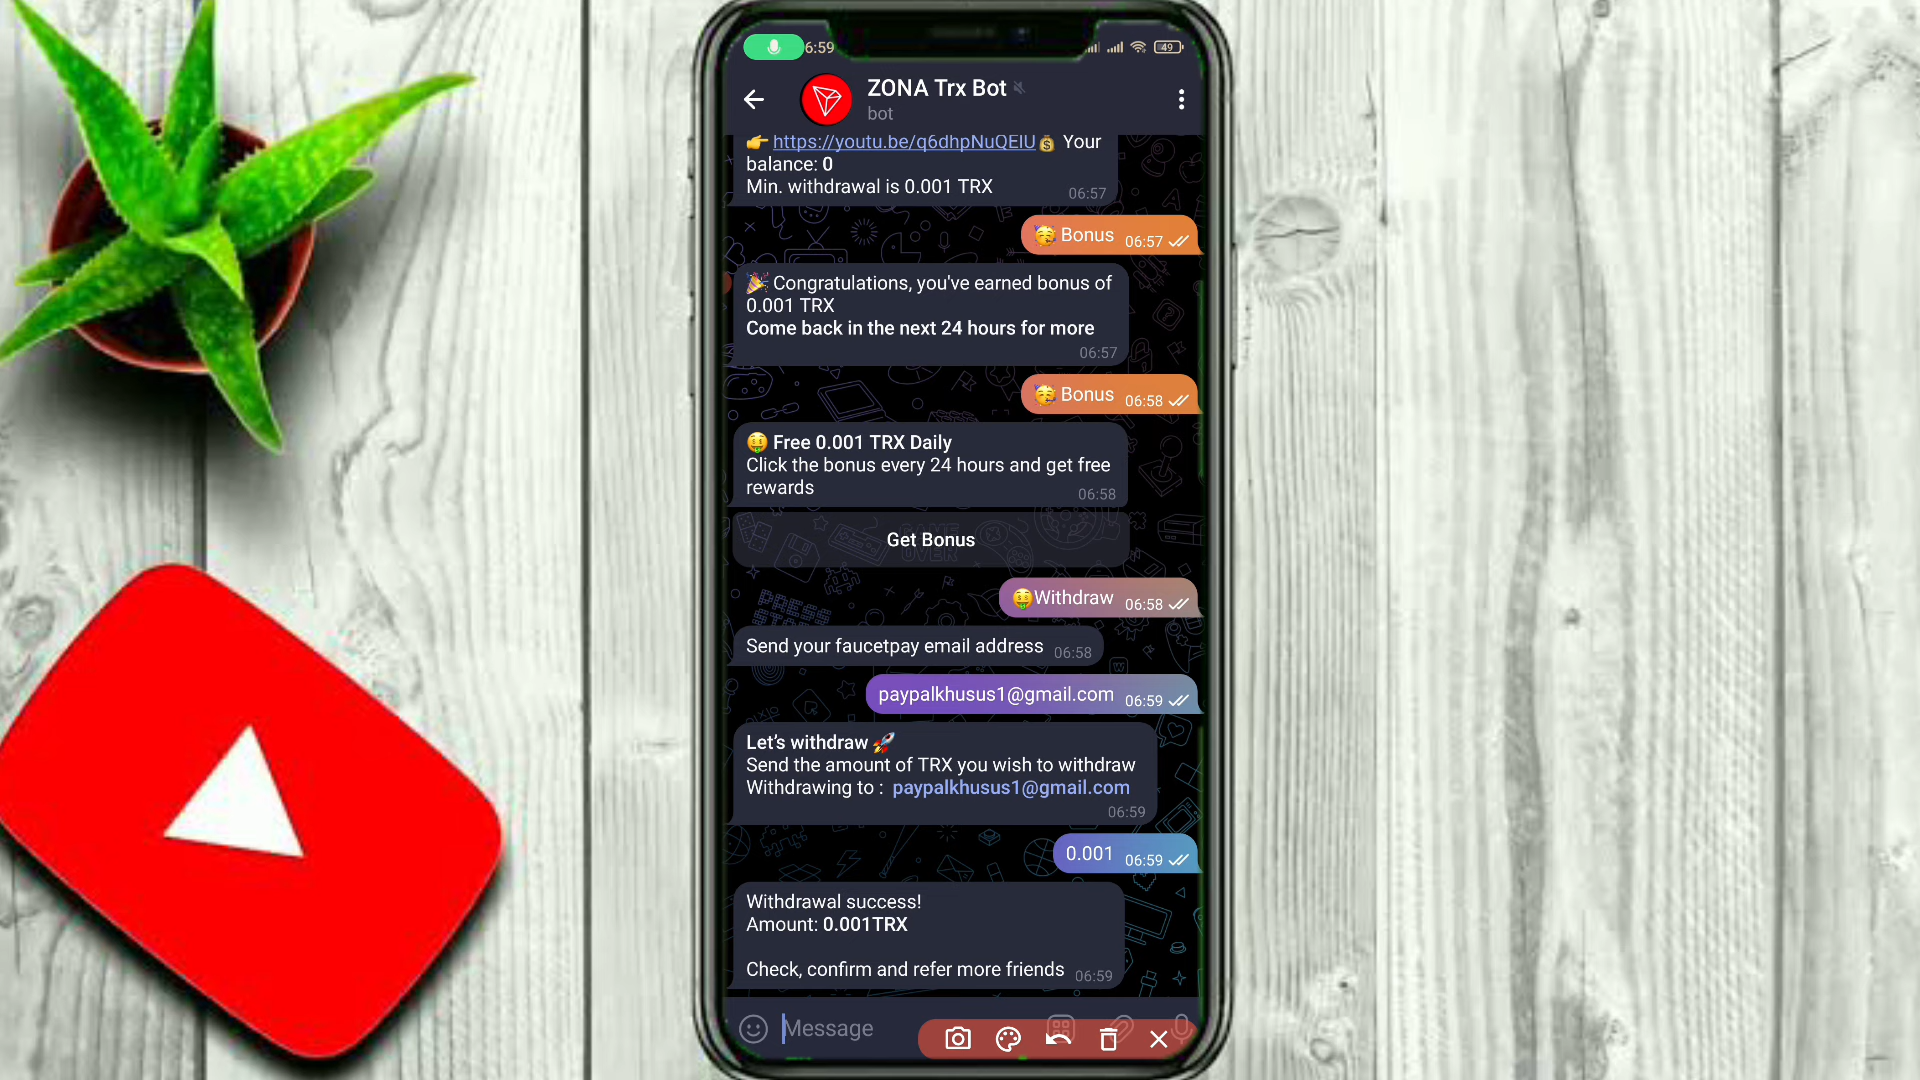 6:59
49
ZONA Trx Bot
bot
👉 https://youtu.be/q6dhpNuQEIU💰 Your
balance: 0
Min. withdrawal is 0.001 TRX 06:57
🥳 Bonus 06:57
🎉 Congratulations, you've earned bonus of
0.001 TRX
Come back in the next 24 hours for more
06:57
🥳 Bonus 06:58
🤑 Free 0.001 TRX Daily
Click the bonus every 24 hours and get free
rewards 06:58
Get Bonus
🤑Withdraw 06:58
Send your faucetpay email address 06:58
paypalkhusus1@gmail.com 06:59
Let's withdraw 🚀
Send the amount of TRX you wish to withdraw
Withdrawing to : paypalkhusus1@gmail.com
06:59
0.001 06:59
Withdrawal success!
Amount: 0.001TRX
Check, confirm and refer more friends 06:59
Message